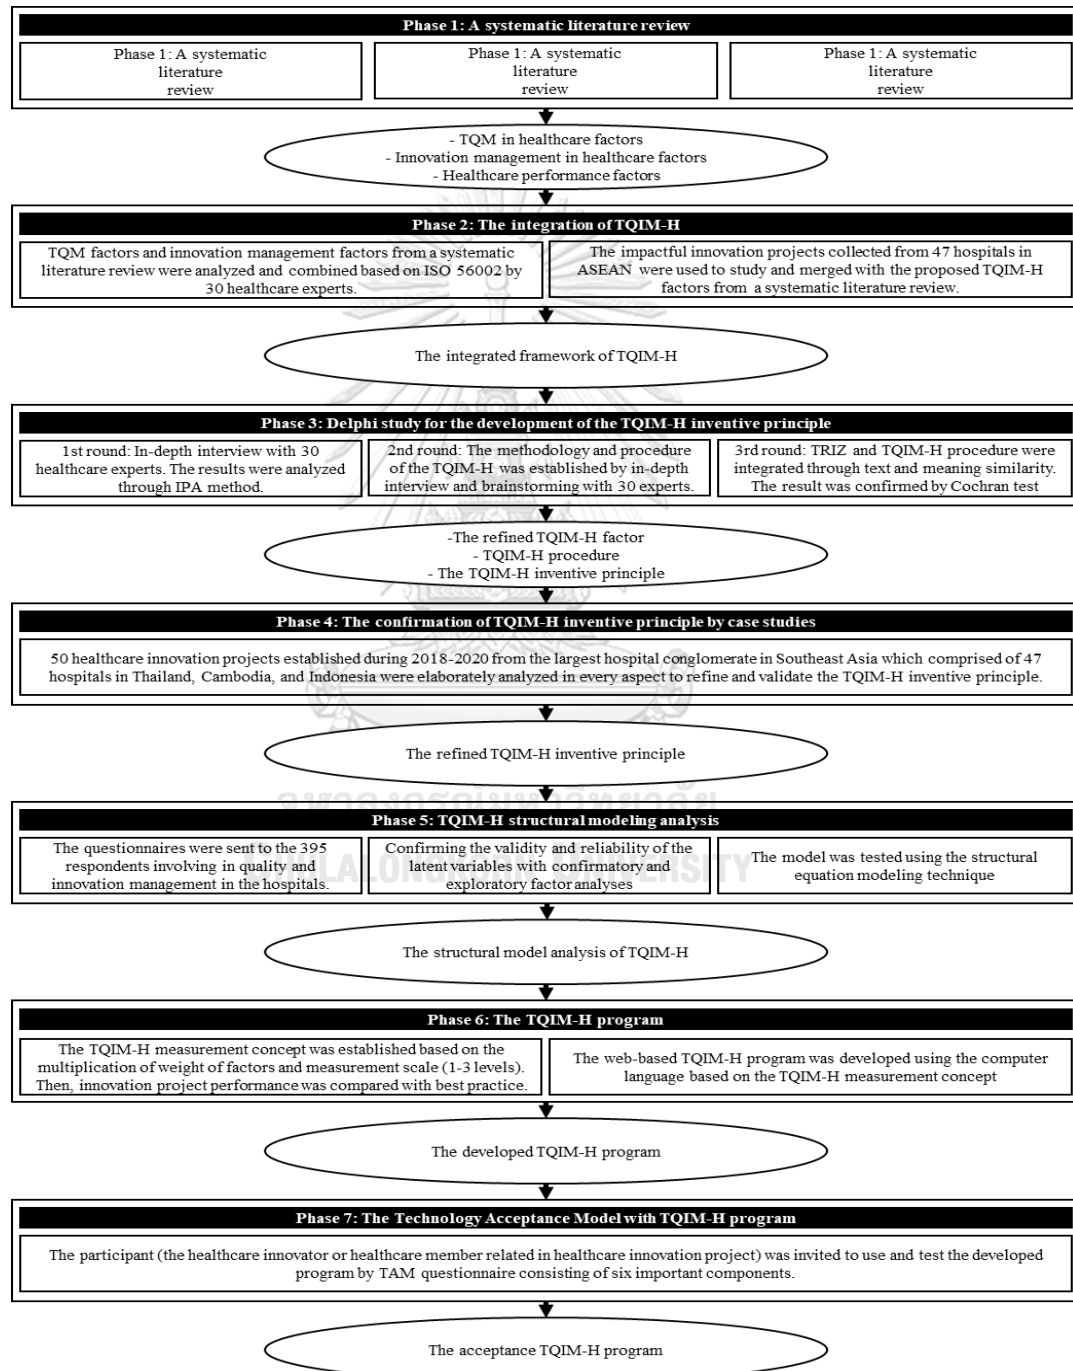 Phase 1: A systematic literature review
Phase 1: A systematic
literature
review
Phase 1: A systematic
literature
review
Phase 1: A systematic
literature
review
- TQM in healthcare factors
- Innovation management in healthcare factors
- Healthcare performance factors
Phase 2: The integration of TQIM-H
TQM factors and innovation management factors from a systematic
literature review were analyzed and combined based on ISO 56002 by
30 healthcare experts.
The impactful innovation projects collected from 47 hospitals in
ASEAN were used to study and merged with the proposed TQIM-H
factors from a systematic literature review.
The integrated framework of TQIM-H
Phase 3: Delphi study for the development of the TQIM-H inventive principle
1st round: In-depth interview with 30
healthcare experts. The results were analyzed
through IPA method.
2nd round: The methodology and procedure
of the TQIM-H was established by in-depth
interview and brainstorming with 30 experts.
3rd round: TRIZ and TQIM-H procedure were
integrated through text and meaning similarity.
The result was confirmed by Cochran test
-The refined TQIM-H factor
- TQIM-H procedure
- The TQIM-H inventive principle
Phase 4: The confirmation of TQIM-H inventive principle by case studies
50 healthcare innovation projects established during 2018-2020 from the largest hospital conglomerate in Southeast Asia which comprised of 47
hospitals in Thailand, Cambodia, and Indonesia were elaborately analyzed in every aspect to refine and validate the TQIM-H inventive principle.
The refined TQIM-H inventive principle
จุฬาลงกรณ์มหาวิทยาลัย
Phase 5: TQIM-H structural modeling analysis
The questionnaires were sent to the 395
respondents involving in quality and
innovation management in the hospitals.
Confirming the validity and reliability of the
latent variables with confirmatory and
exploratory factor analyses
The model was tested using the structural
equation modeling technique
CHULALONGKORN UNIVERSITY
The structural model analysis of TQIM-H
Phase 6: The TQIM-H program
The TQIM-H measurement concept was established based on the
multiplication of weight of factors and measurement scale (1-3 levels).
Then, innovation project performance was compared with best practice.
The web-based TQIM-H program was developed using the computer
language based on the TQIM-H measurement concept
The developed TQIM-H program
Phase 7: The Technology Acceptance Model with TQIM-H program
The participant (the healthcare innovator or healthcare member related in healthcare innovation project) was invited to use and test the developed
program by TAM questionnaire consisting of six important components.
The acceptance TQIM-H program